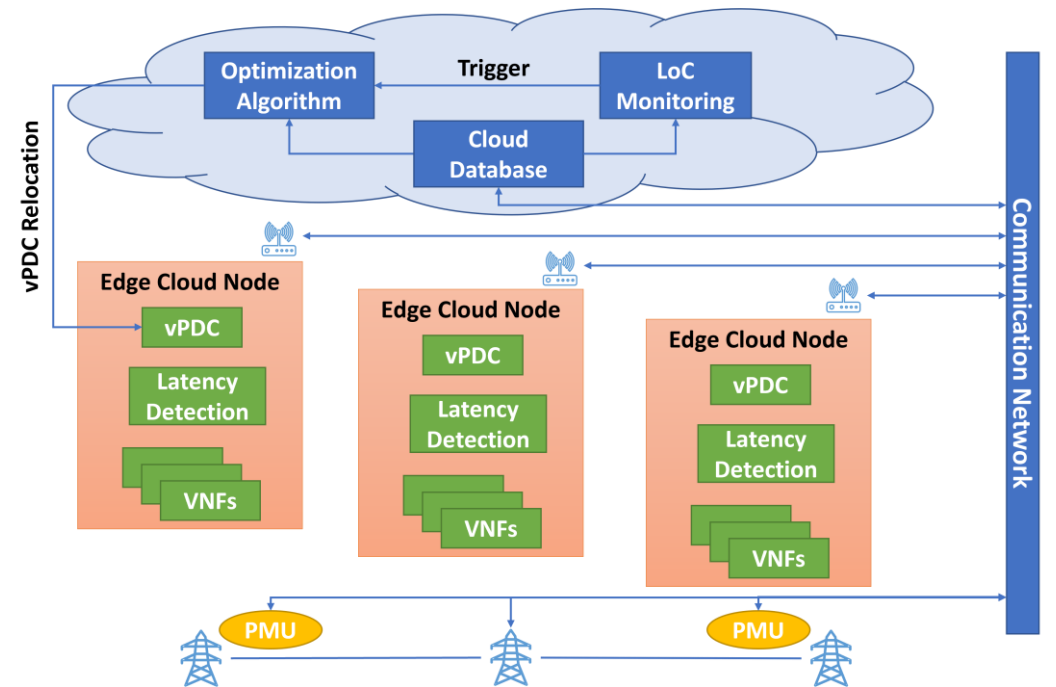 Optimization
Algorithm
Trigger
LoC
Monitoring
Cloud
Database
vPDC Relocation
Communication Network
Edge Cloud Node
vPDC
Latency
Detection
VNFs
Edge Cloud Node
vPDC
Latency
Detection
VNFs
Edge Cloud Node
vPDC
Latency
Detection
VNFs
PMU
PMU